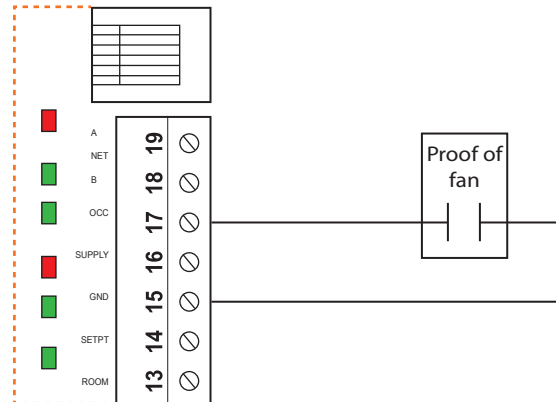 A
NET
B
OCC
SUPPLY
GND
SETPT
ROOM
19
18
17
16
15
14
13
Proof of
fan